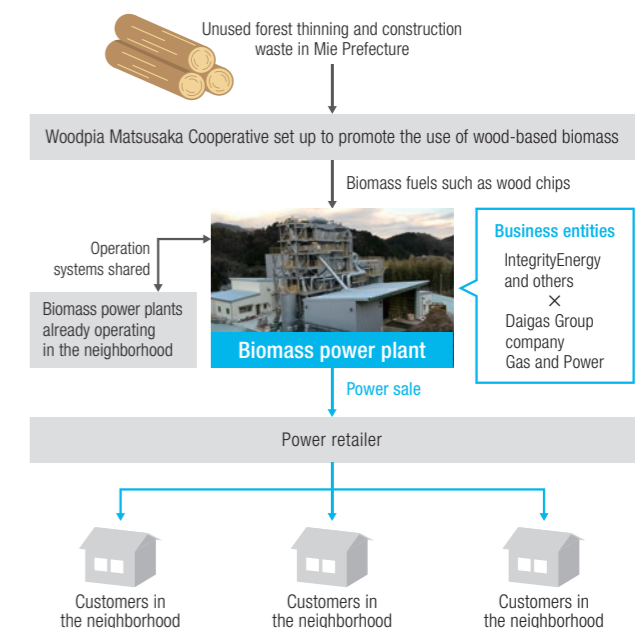 Unused forest thinning and construction
waste in Mie Prefecture
Woodpia Matsusaka Cooperative set up to promote the use of wood-based biomass
Biomass fuels such as wood chips
Operation
systems shared
Biomass power plants
already operating
in the neighborhood
Biomass power plant
Business entities
IntegrityEnergy
and others
×
Daigas Group
company
Gas and Power
Power sale
Power retailer
Customers in
the neighborhood
Customers in
the neighborhood
Customers in
the neighborhood